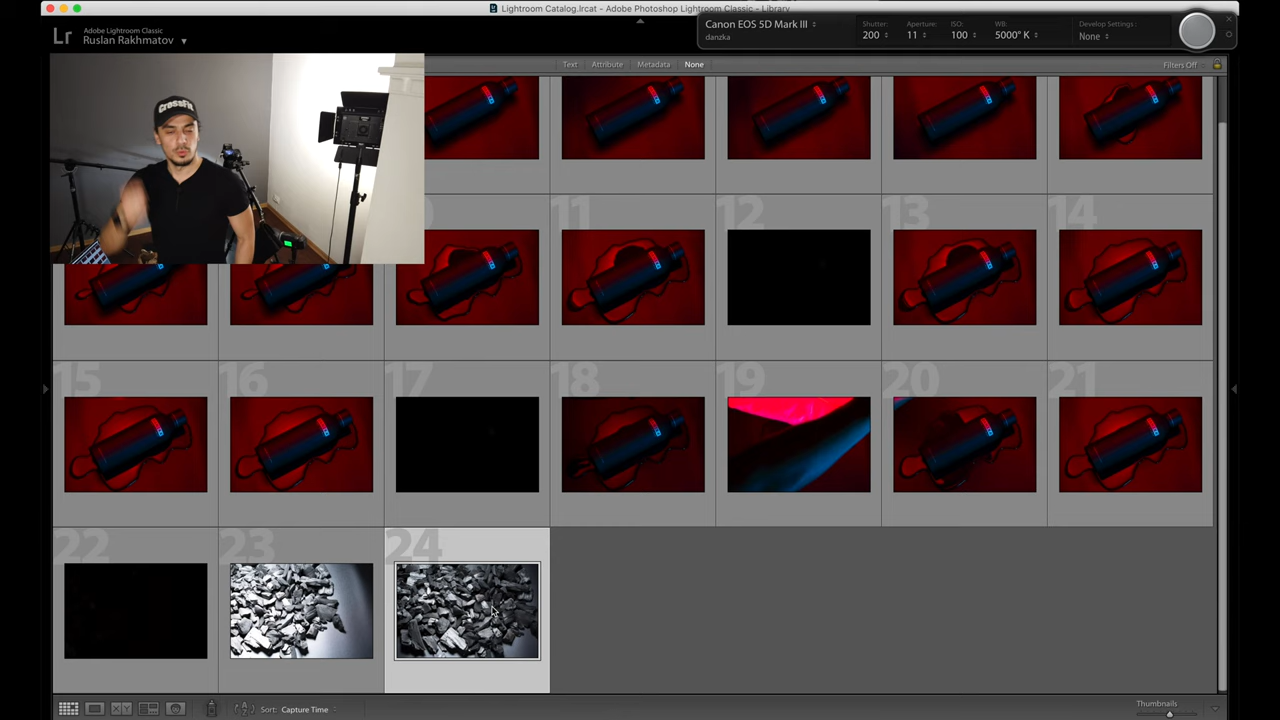 Lightroom Catalog.lrcat - Adobe Photoshop Lightroom Classic - Library
Lr
Adobe Lightroom Classic
Ruslan Rakhmatov
Canon EOS 5D Mark III
danzka
Shutter:
200
Aperture:
11
ISO:
100
WB:
5000° K
Develop Settings :
None
Text
Attribute
Metadata
None
Filters Off
CrossFit
11
12
13
14
15
16
17
18
19
20
21
22
23
24
Sort:
Capture Time
Thumbnails